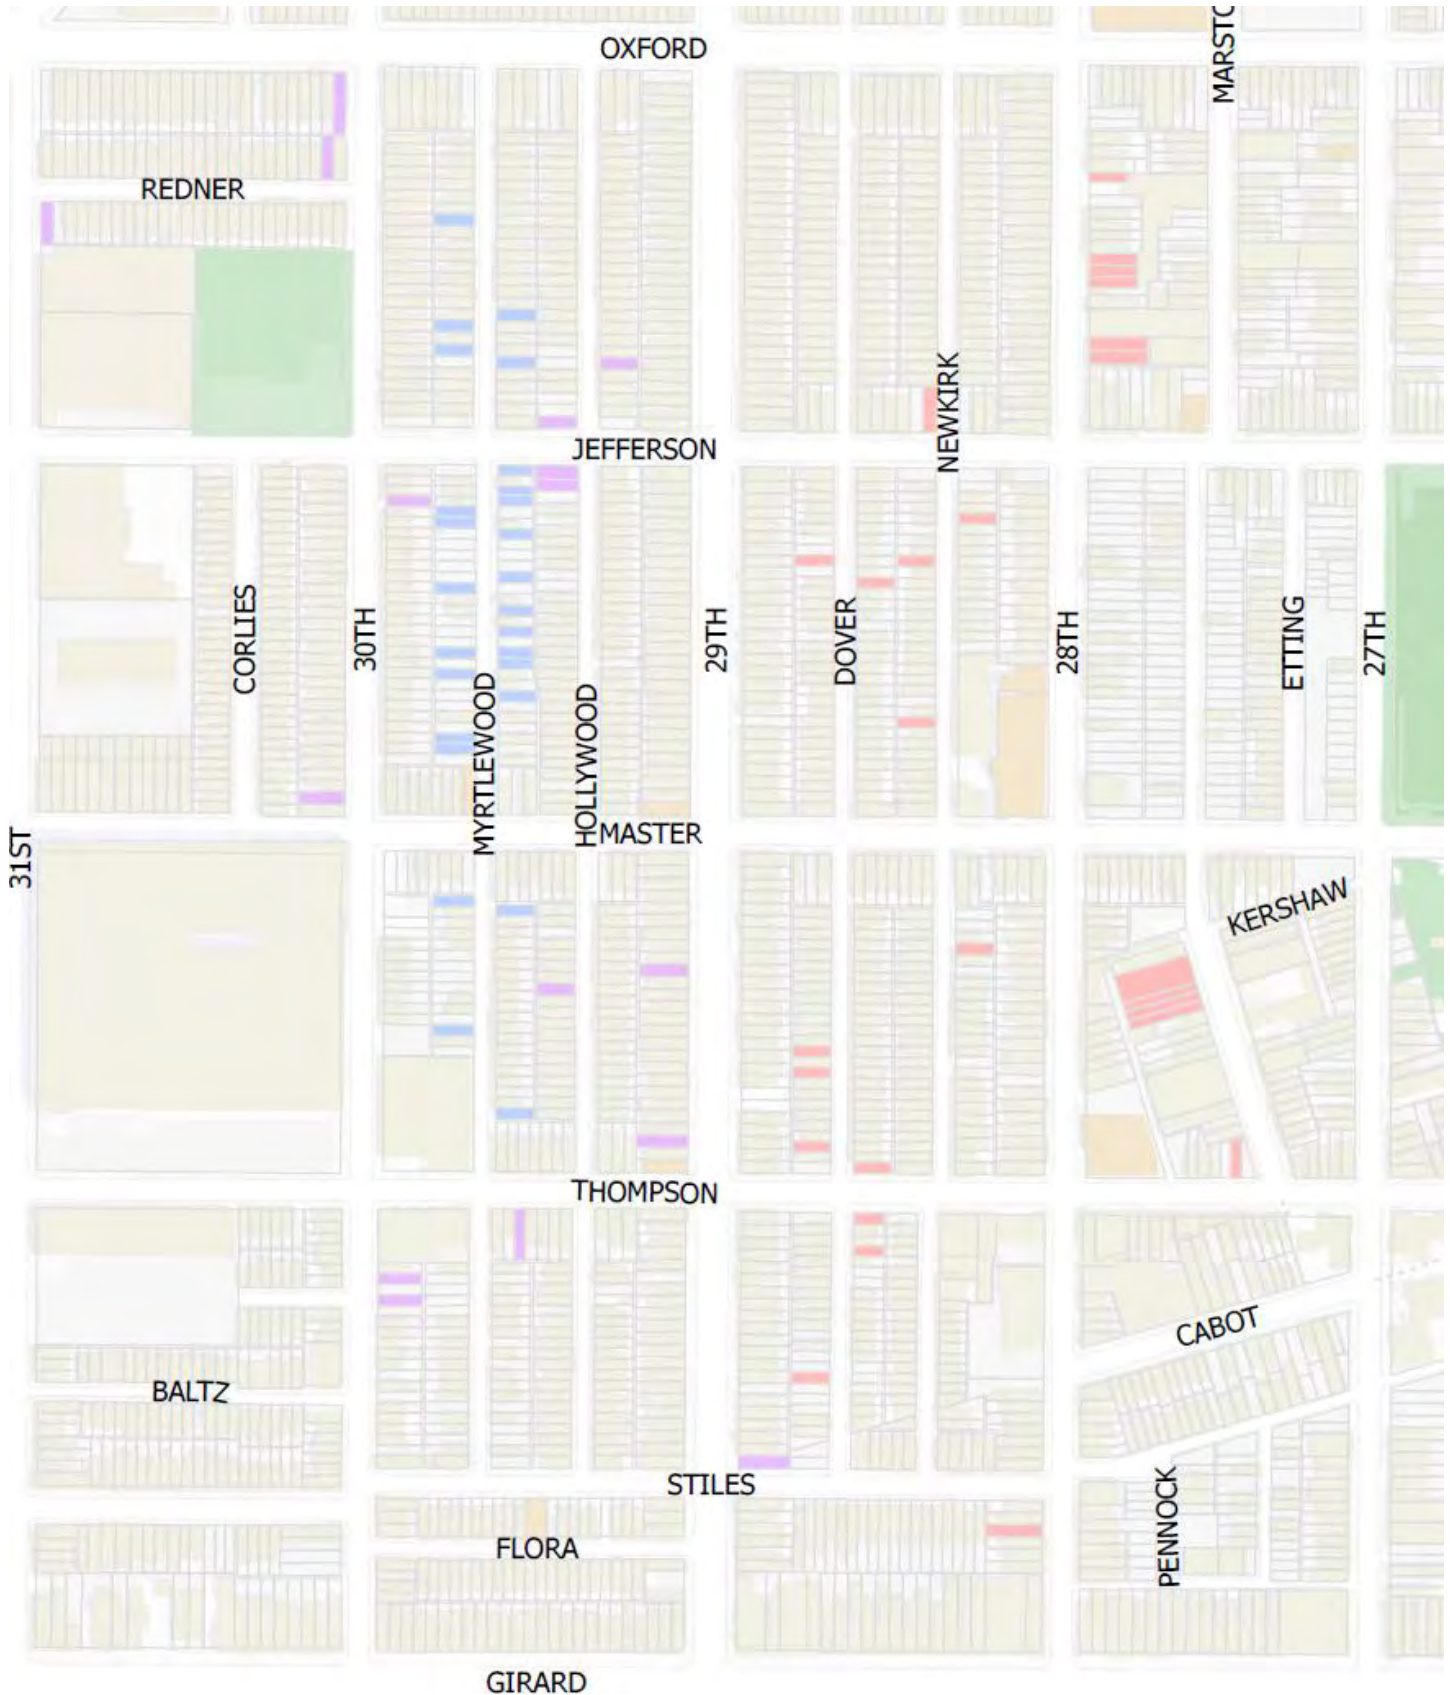 OXFORD
MARSTO
REDNER
NEWKIRK
JEFFERSON
CORLIES
30TH
29TH
DOVER
28TH
ETTING
27TH
MYRTLEWOOD
HOLLYWOOD
MASTER
31ST
KERSHAW
THOMPSON
CABOT
BALTZ
STILES
PENNOCK
FLORA
GIRARD